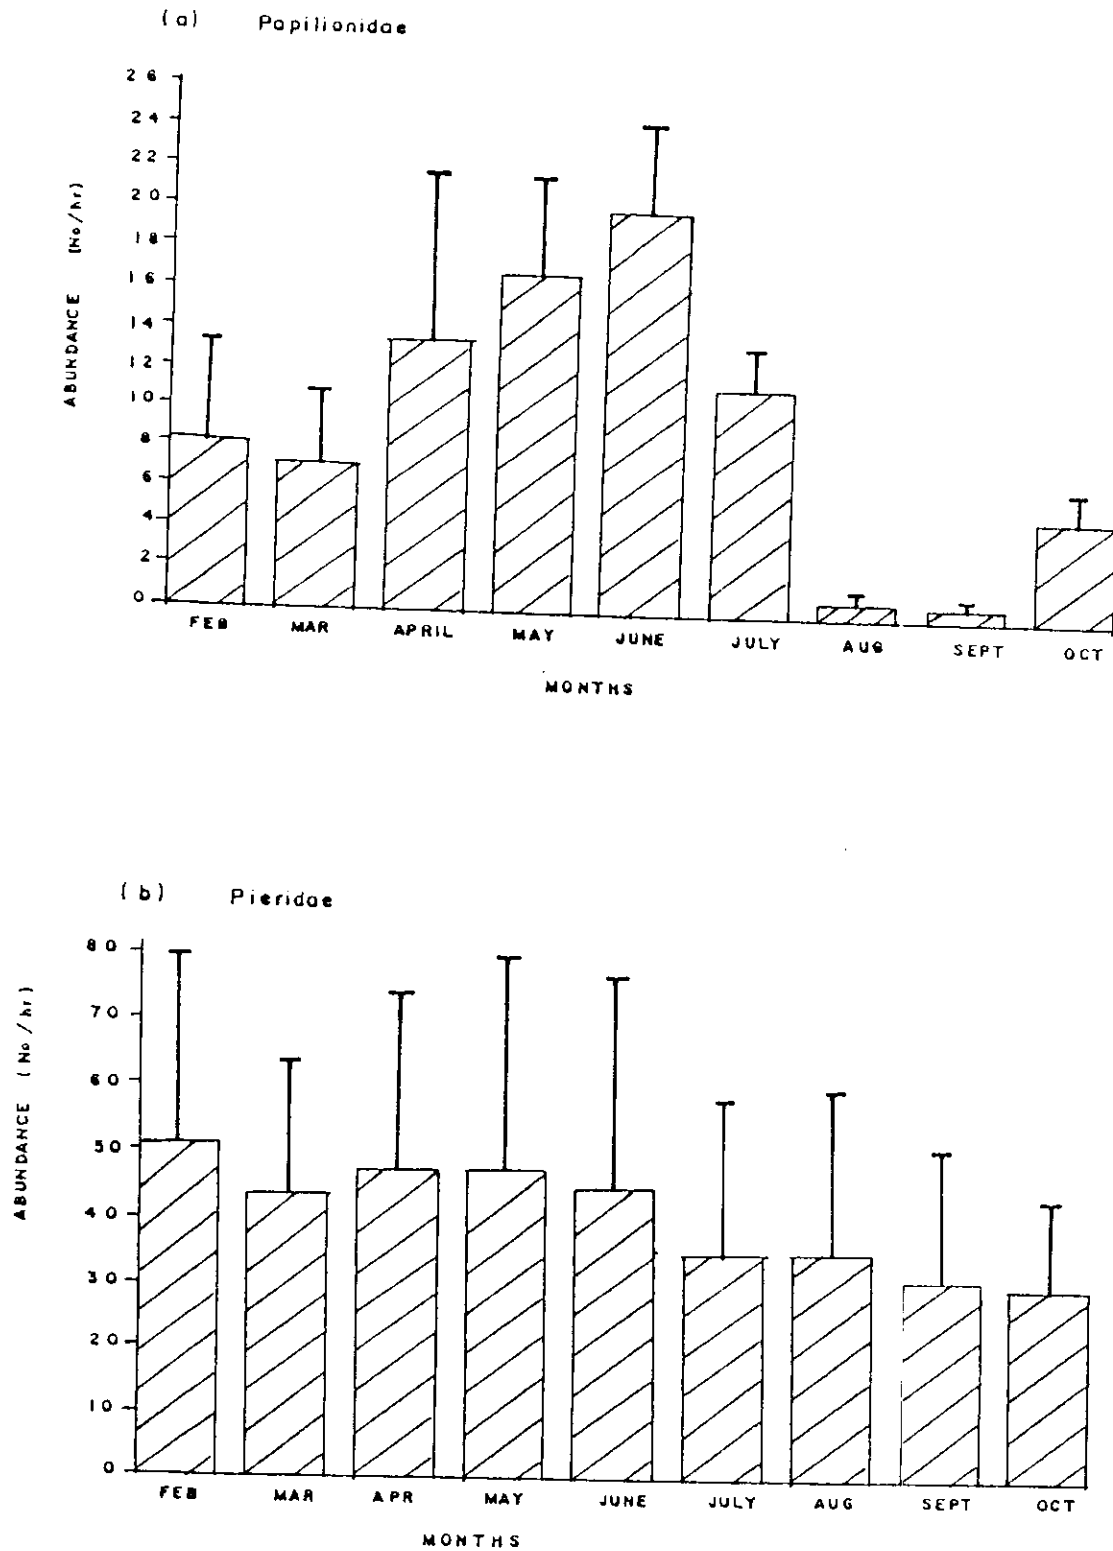 (a) Papilionidae
26
24
22
20
18
16
14
12
10
8
6
4
2
0
ABUNDANCE (No/hr)
FEB MAR APRIL MAY JUNE JULY AUG SEPT OCT
MONTHS
(b) Pieridae
80
70
60
50
40
30
20
10
0
ABUNDANCE (No/hr)
FEB MAR APR MAY JUNE JULY AUG SEPT OCT
MONTHS